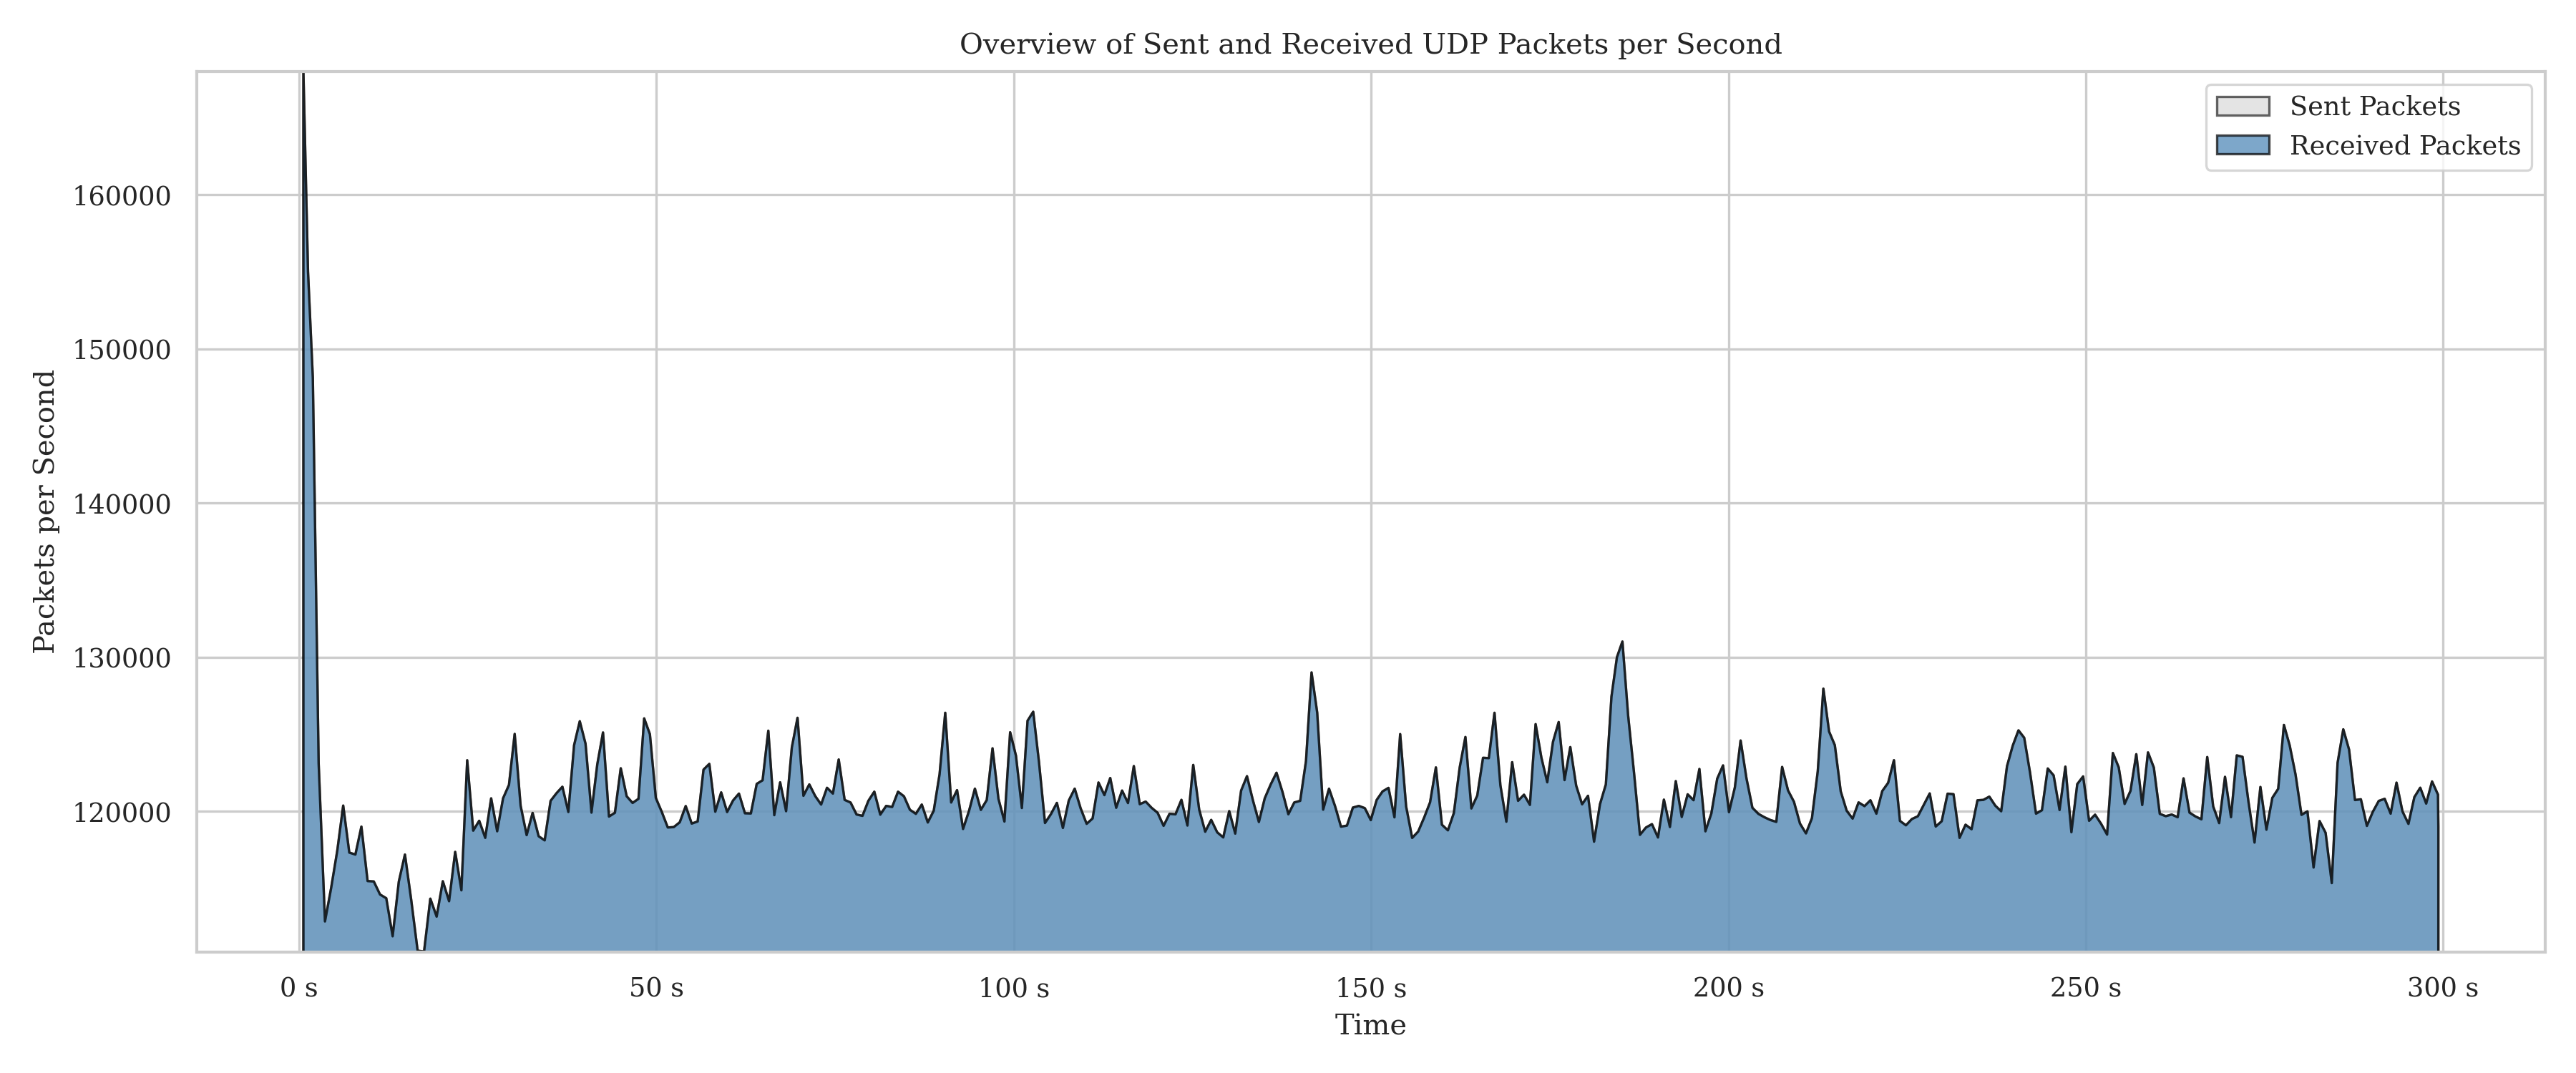 Overview of Sent and Received UDP Packets per Second
Sent Packets
Received Packets
Packets per Second
160000
150000
140000
130000
120000
0 s 50 s 100 s 150 s 200 s 250 s 300 s
Time